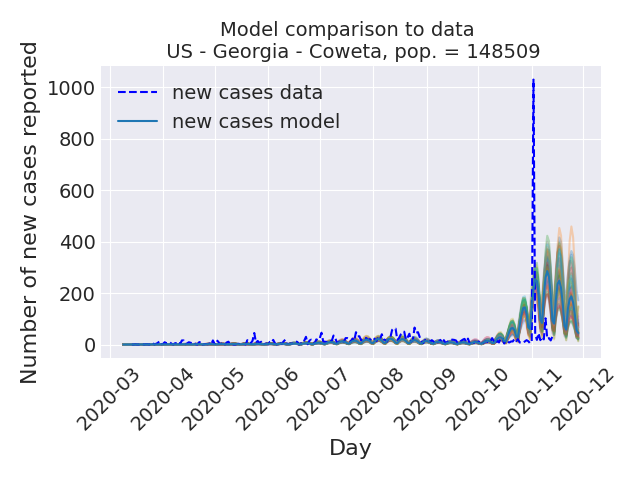 Model comparison to data
US - Georgia - Coweta, pop. = 148509
new cases data
new cases model
Number of new cases reported
1000
800
600
400
200
0
2020-03
2020-04
2020-05
2020-06
2020-07
2020-08
2020-09
2020-10
2020-11
2020-12
Day